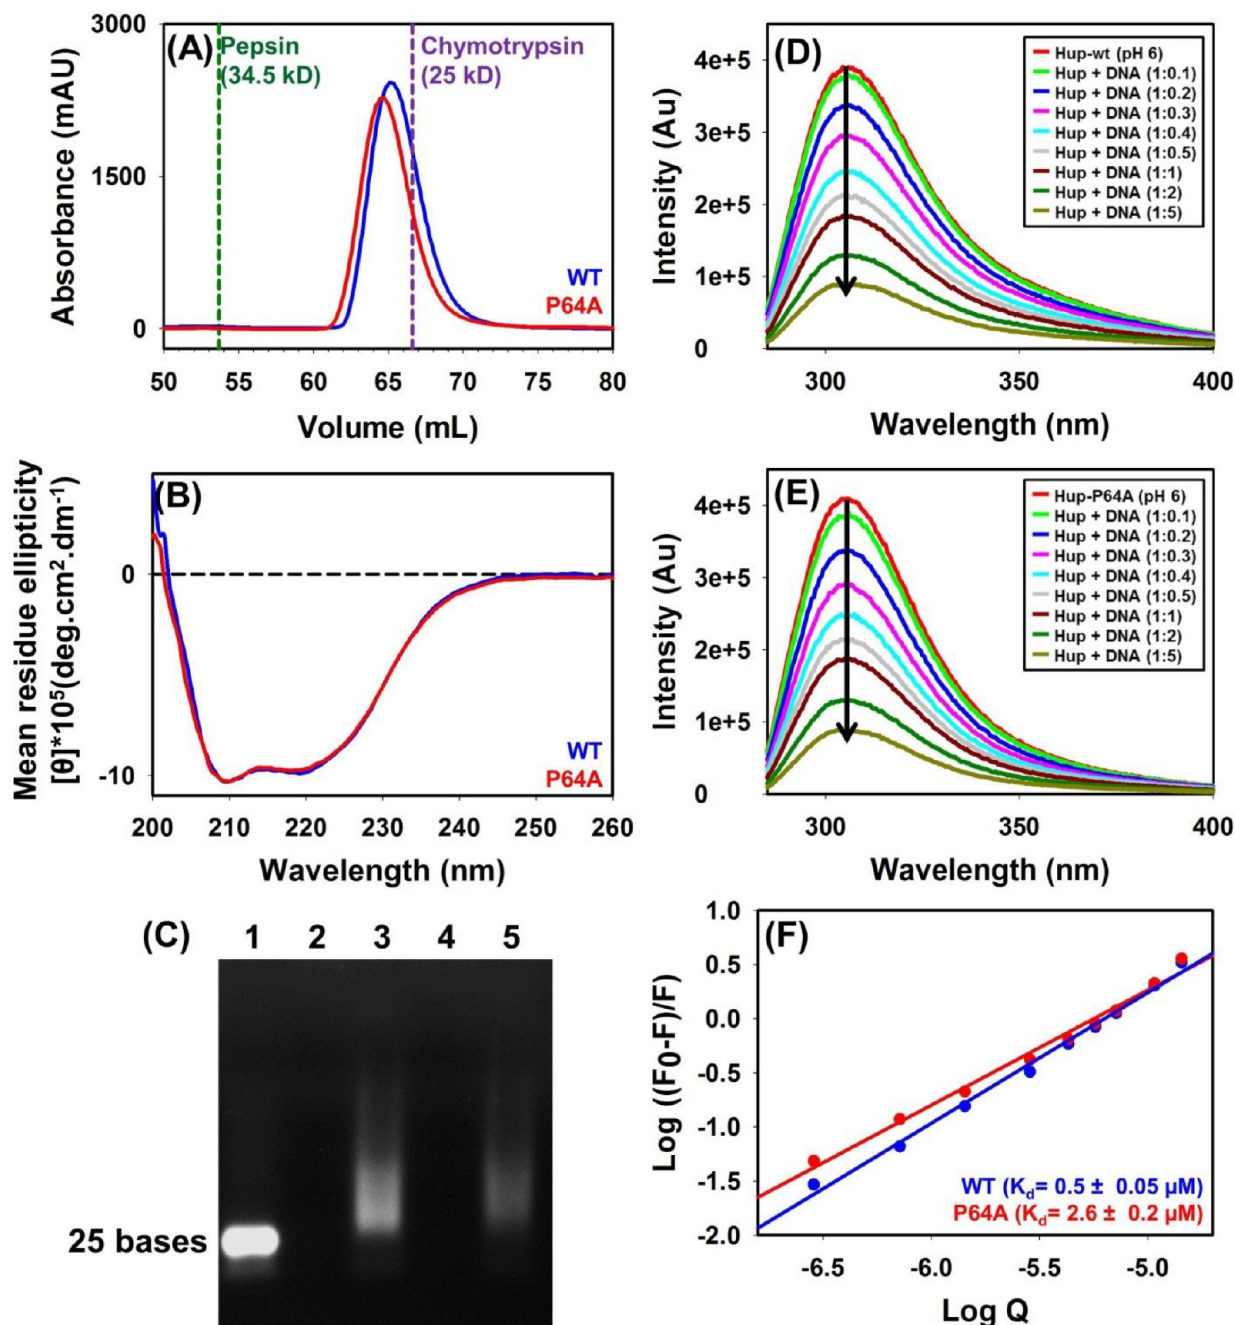 (A)
Pepsin
(34.5 kD)
Chymotrypsin
(25 kD)
3000
1500
0
Absorbance (mAU)
WT
P64A
50 55 60 65 70 75 80
Volume (mL)
(D)
Hup-wt (pH 6)
Hup + DNA (1:0.1)
Hup + DNA (1:0.2)
Hup + DNA (1:0.3)
Hup + DNA (1:0.4)
Hup + DNA (1:0.5)
Hup + DNA (1:1)
Hup + DNA (1:2)
Hup + DNA (1:5)
4e+5
3e+5
2e+5
1e+5
0
Intensity (Au)
300 350 400
Wavelength (nm)
(B)
0
-10
Mean residue ellipticity
[θ]*10⁵(deg.cm².dm⁻¹)
WT
P64A
200 210 220 230 240 250 260
Wavelength (nm)
(E)
Hup-P64A (pH 6)
Hup + DNA (1:0.1)
Hup + DNA (1:0.2)
Hup + DNA (1:0.3)
Hup + DNA (1:0.4)
Hup + DNA (1:0.5)
Hup + DNA (1:1)
Hup + DNA (1:2)
Hup + DNA (1:5)
4e+5
3e+5
2e+5
1e+5
0
Intensity (Au)
300 350 400
Wavelength (nm)
(C) 1 2 3 4 5
25 bases
(F)
1.0
0.5
0.0
-0.5
-1.0
-1.5
-2.0
Log ((F0-F)/F)
WT (Kd= 0.5 ± 0.05 µM)
P64A (Kd= 2.6 ± 0.2 µM)
-6.5 -6.0 -5.5 -5.0
Log Q